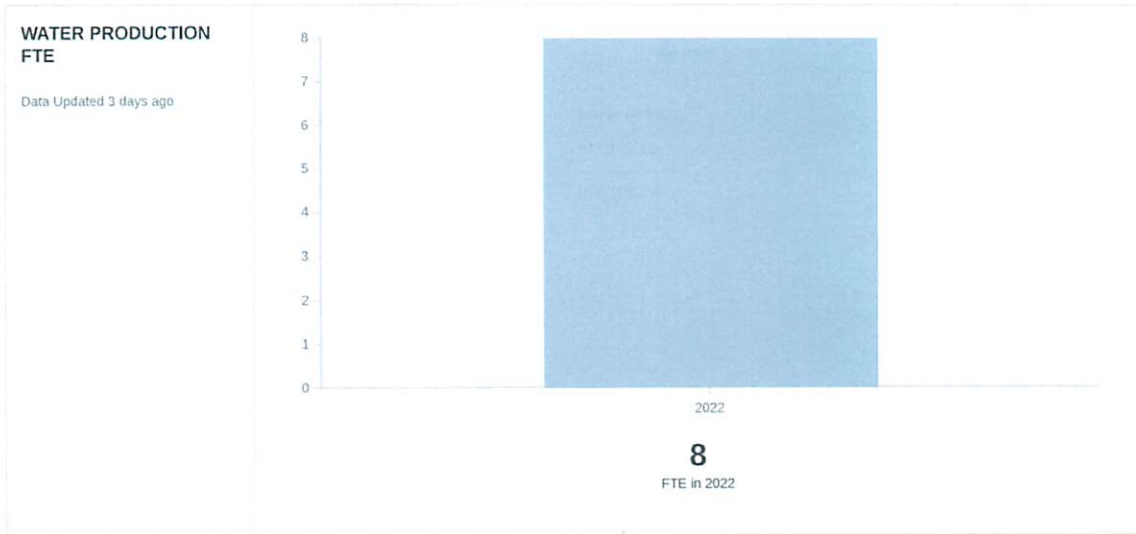 WATER PRODUCTION
FTE
Data Updated 3 days ago
8
7
6
5
4
3
2
1
0
2022
8
FTE in 2022